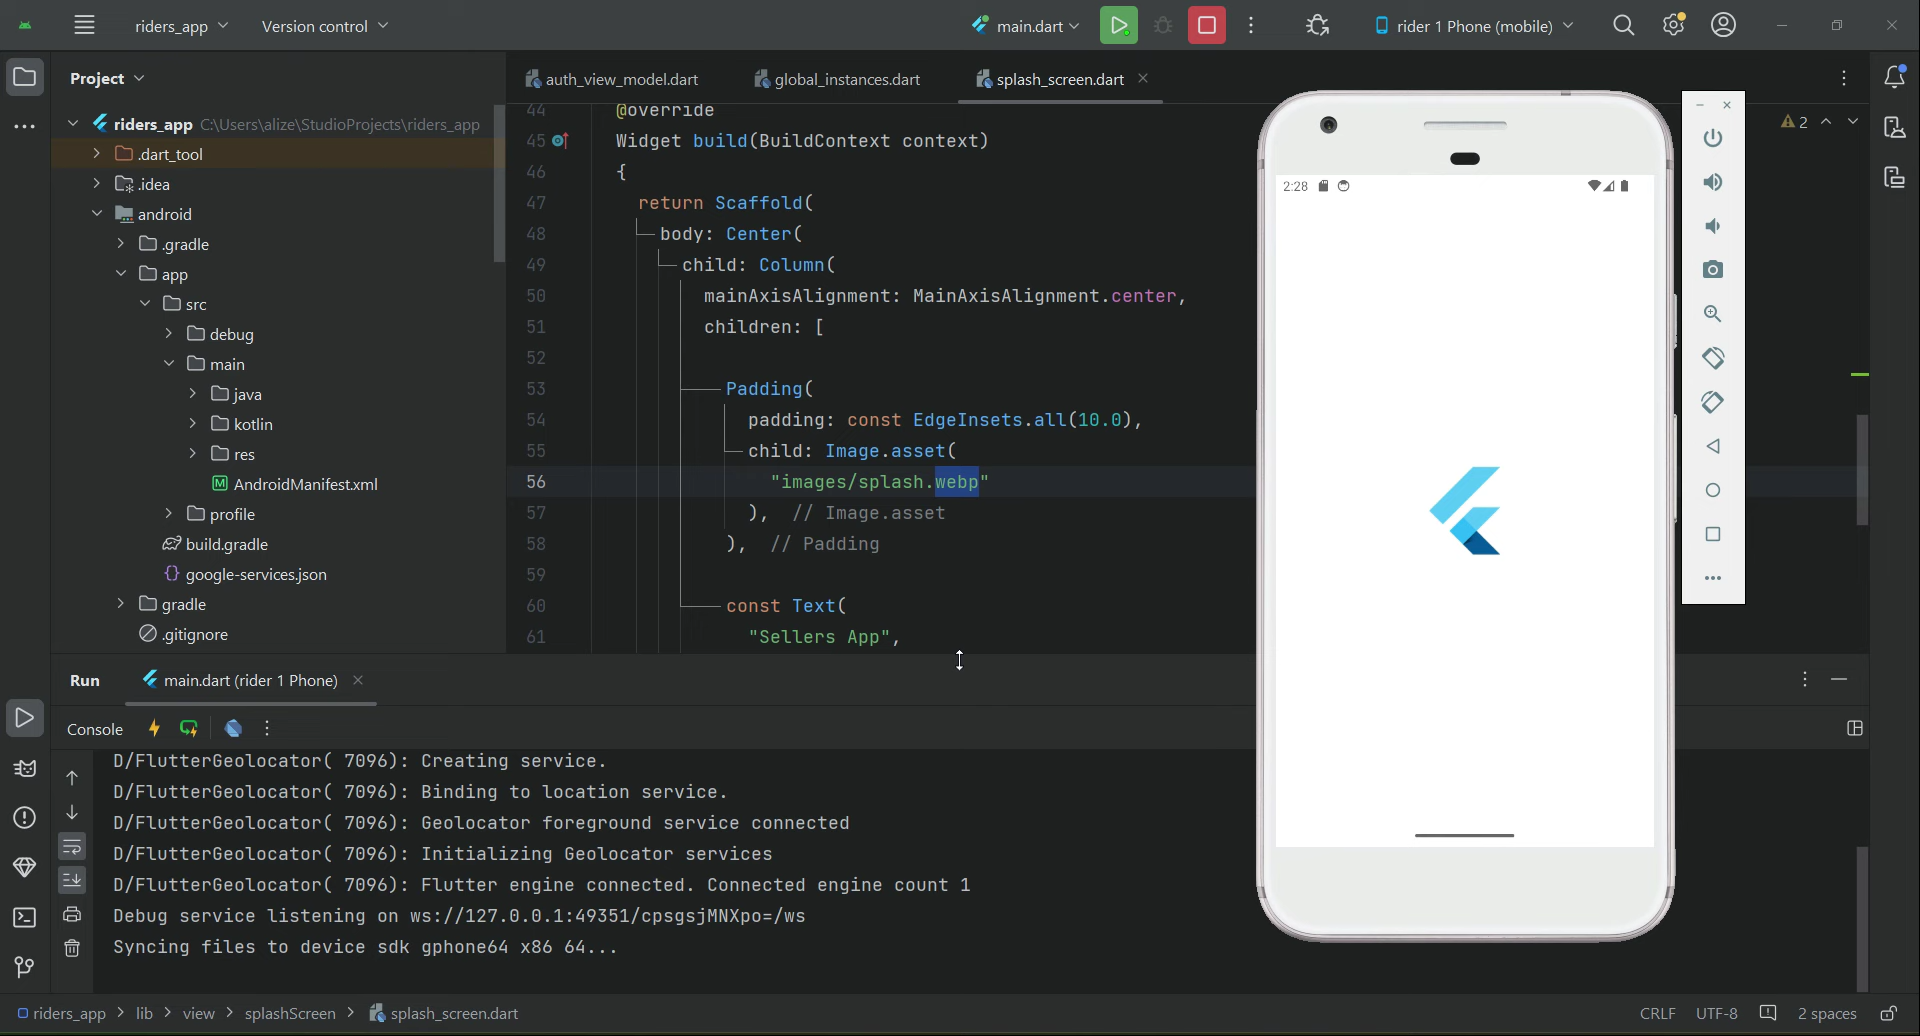 riders_app
Version control
main.dart
rider 1 Phone (mobile)
Project
auth_view_model.dart
global_instances.dart
splash_screen.dart
riders_app C:\Users\alize\StudioProjects\riders_app
.dart_tool
.idea
android
.gradle
app
src
debug
main
java
kotlin
res
AndroidManifest.xml
profile
build.gradle
google-services.json
gradle
.gitignore
44 @override
45 Widget build(BuildContext context)
46 {
47 return Scaffold(
48 body: Center(
49 child: Column(
50 mainAxisAlignment: MainAxisAlignment.center,
51 children: [
52
53 Padding(
54 padding: const EdgeInsets.all(10.0),
55 child: Image.asset(
56 "images/splash.webp"
57 ), // Image.asset
58 ), // Padding
59
60 const Text(
61 "Sellers App",
2
2:28
Run
main.dart (rider 1 Phone)
Console
D/FlutterGeolocator( 7096): Creating service.
D/FlutterGeolocator( 7096): Binding to location service.
D/FlutterGeolocator( 7096): Geolocator foreground service connected
D/FlutterGeolocator( 7096): Initializing Geolocator services
D/FlutterGeolocator( 7096): Flutter engine connected. Connected engine count 1
Debug service listening on ws://127.0.0.1:49351/cpsgsjMNXpo=/ws
Syncing files to device sdk gphone64 x86 64...
riders_app > lib > view > splashScreen > splash_screen.dart
CRLF
UTF-8
2 spaces